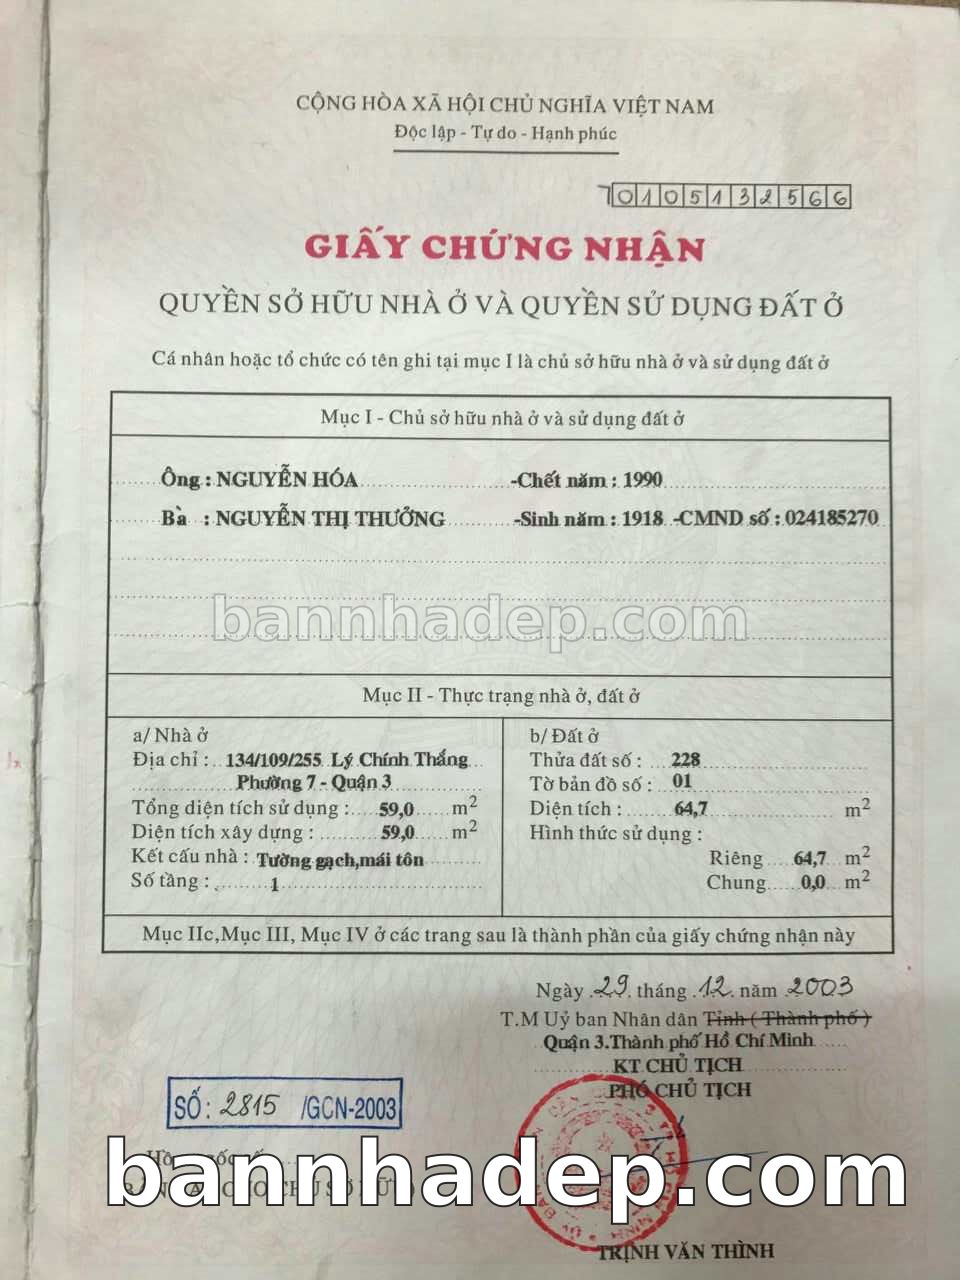 CỘNG HÒA XÃ HỘI CHỦ NGHĨA VIỆT NAM
Độc lập - Tự do - Hạnh phúc
7010 5132566
GIẤY CHỨNG NHẬN
QUYỀN SỞ HỮU NHÀ Ở VÀ QUYỀN SỬ DỤNG ĐẤT Ở
Cá nhân hoặc tổ chức có tên ghi tại mục I là chủ sở hữu nhà ở và sử dụng đất ở
Mục I - Chủ sở hữu nhà ở và sử dụng đất ở
Ông : NGUYỄN HÓA -Chết năm : 1990
Bà : NGUYỄN THỊ THƯỞNG -Sinh năm : 1918 -CMND số : 024185270
bannhadep.com
Mục II - Thực trạng nhà ở, đất ở
a/ Nhà ở
Địa chỉ : 134/109/255 Lý Chính Thắng
Phường 7 - Quận 3
Tổng diện tích sử dụng : 59,0 m2
Diện tích xây dựng : 59,0 m2
Kết cấu nhà : Tường gạch,mái tôn
Số tầng : 1
b/ Đất ở
Thửa đất số : 228
Tờ bản đồ số : 01
Diện tích : 64,7 m2
Hình thức sử dụng :
Riêng 64,7 m2
Chung 0,0 m2
Mục IIc,Mục III, Mục IV ở các trang sau là thành phần của giấy chứng nhận này
Ngày 29 tháng 12 năm 2003
T.M Uỷ ban Nhân dân Tỉnh ( Thành phố )
Quận 3.Thành phố Hồ Chí Minh
KT CHỦ TỊCH
PHÓ CHỦ TỊCH
SỐ: 2815 /GCN-2003
bannhadep.com
TRỊNH VĂN THÌNH